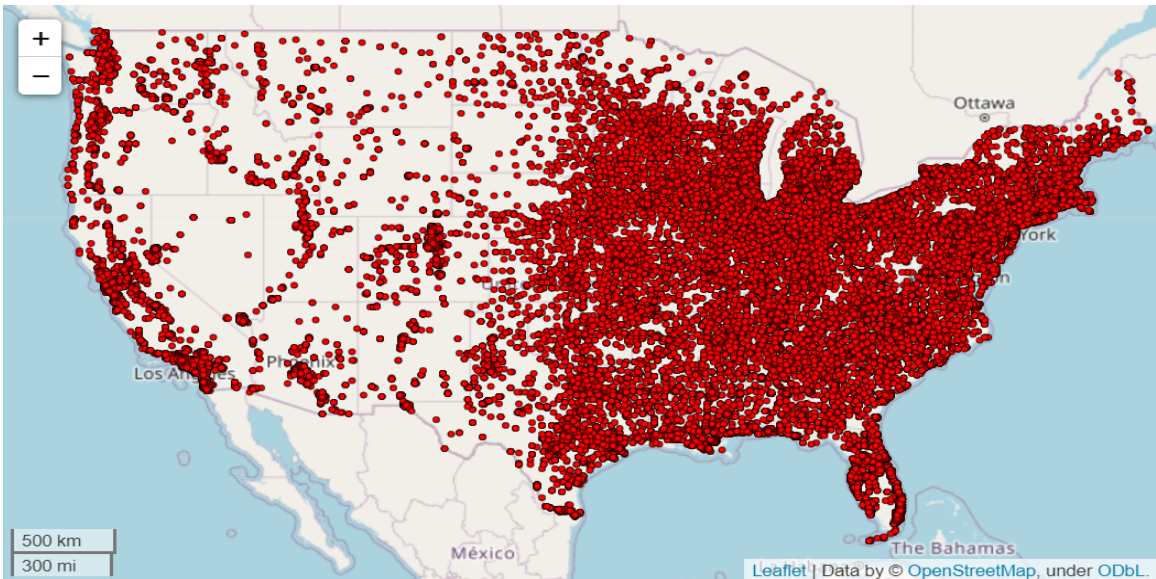 +
−
Ottawa
York
Phoenix
Los Angeles
500 km
300 mi
México
The Bahamas
Leaflet | Data by © OpenStreetMap, under ODbL.